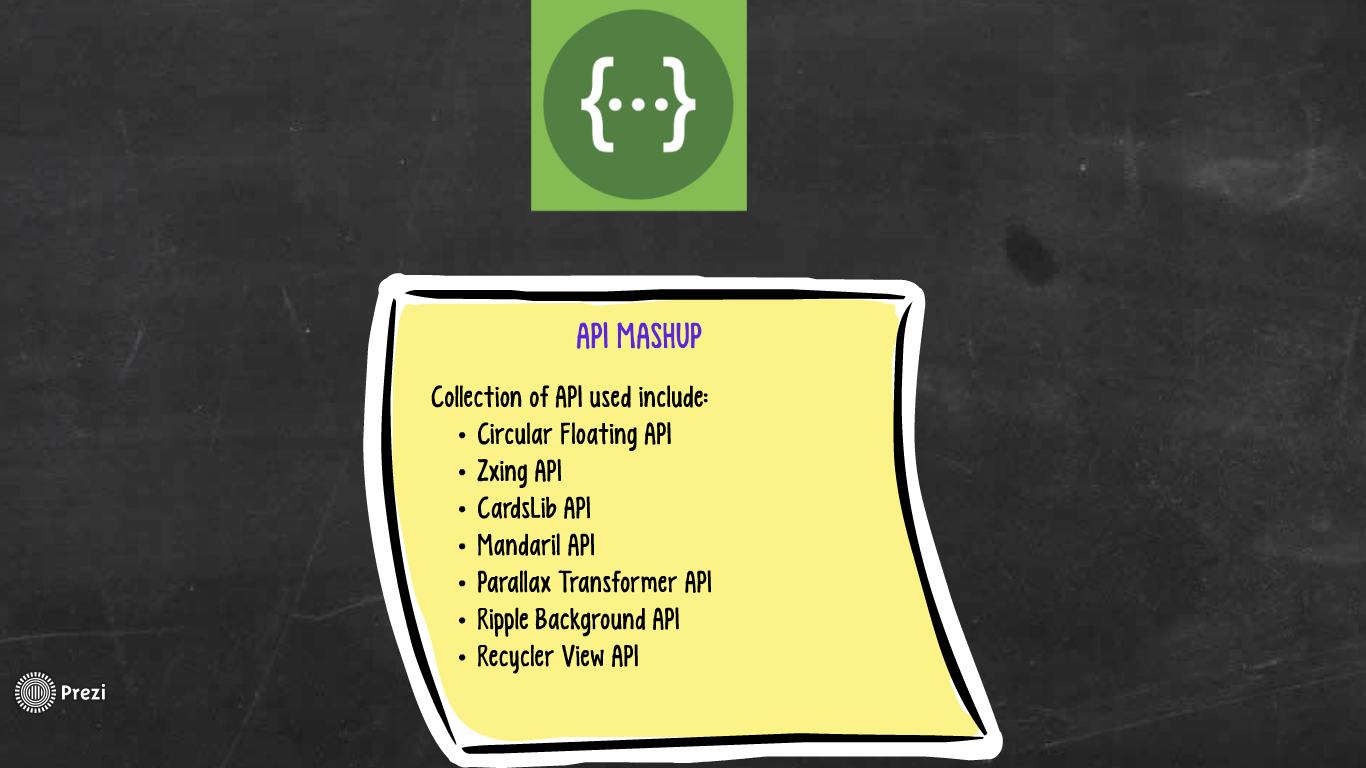 {...}
API MASHUP
Collection of API used include:
• Circular Floating API
• Zxing API
• CardsLib API
• Mandaril API
• Parallax Transformer API
• Ripple Background API
• Recycler View API
Prezi